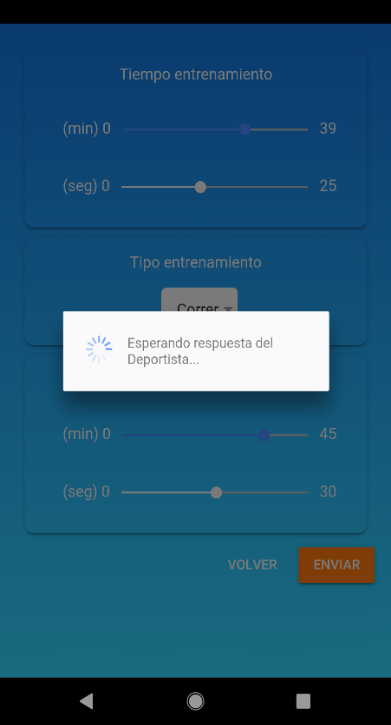 Tiempo entrenamiento
(min) 0 39
(seg) 0 25
Tipo entrenamiento
Correr
Esperando respuesta del
Deportista...
(min) 0 45
(seg) 0 30
VOLVER ENVIAR